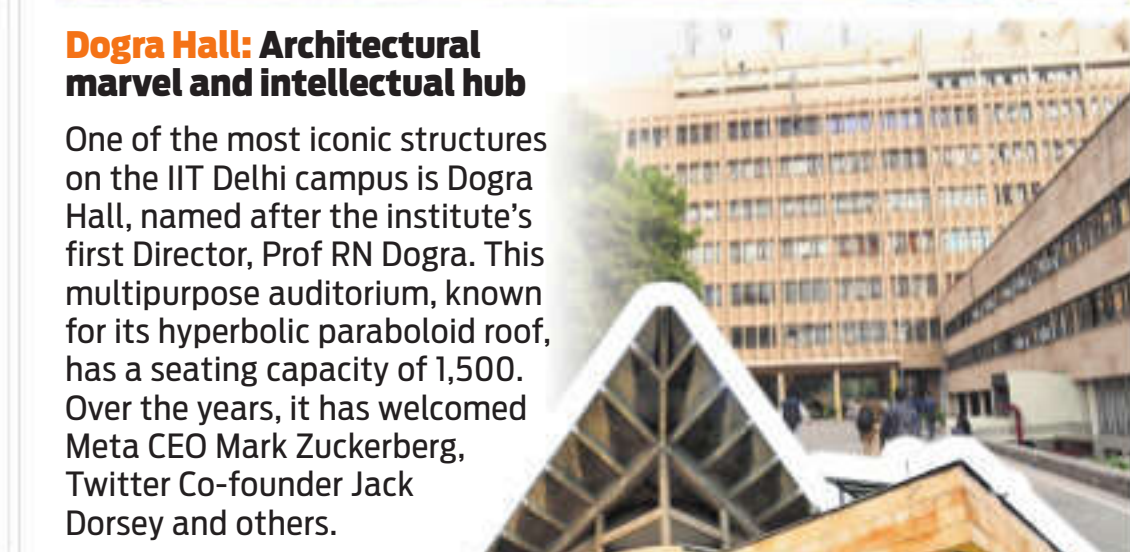 Dogra Hall: Architectural
marvel and intellectual hub
One of the most iconic structures
on the IIT Delhi campus is Dogra
Hall, named after the institute’s
first Director, Prof RN Dogra. This
multipurpose auditorium, known
for its hyperbolic paraboloid roof,
has a seating capacity of 1,500.
Over the years, it has welcomed
Meta CEO Mark Zuckerberg,
Twitter Co-founder Jack
Dorsey and others.